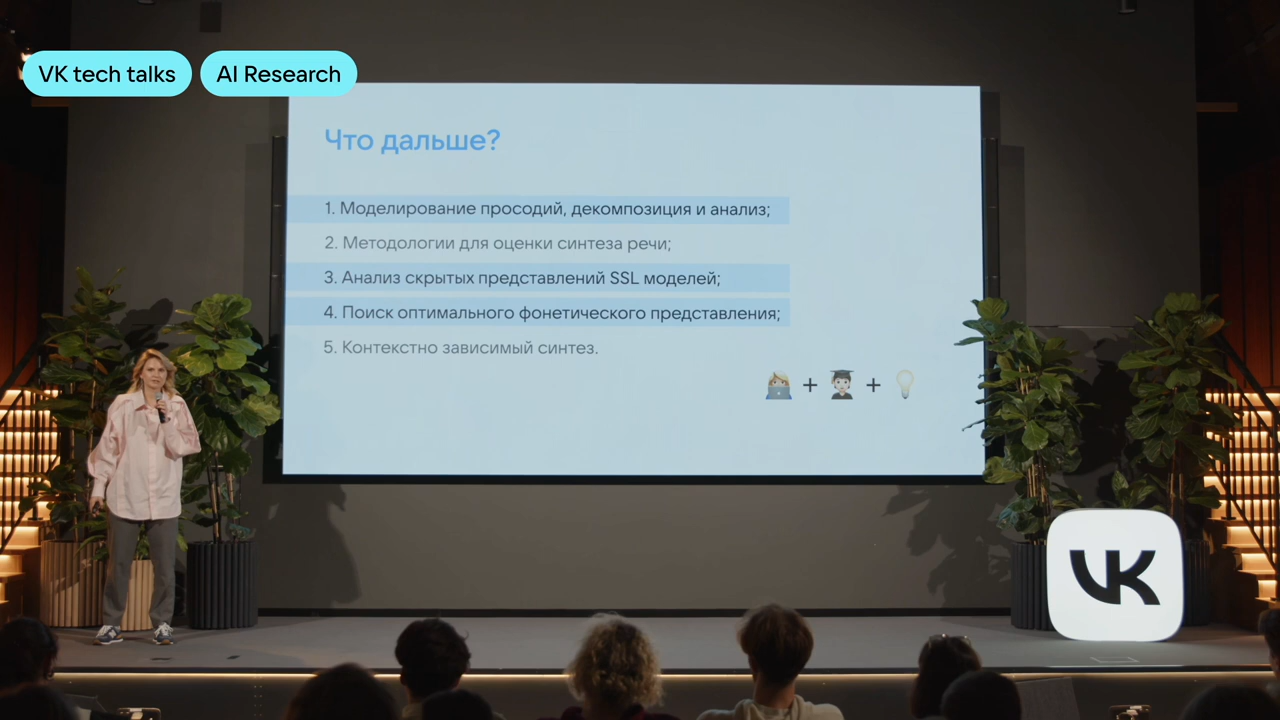 VK tech talks
AI Research
Что дальше?
1. Моделирование просодий, декомпозиция и анализ;
2. Методологии для оценки синтеза речи;
3. Анализ скрытых представлений SSL моделей;
4. Поиск оптимального фонетического представления;
5. Контекстно зависимый синтез.
+ +
VK